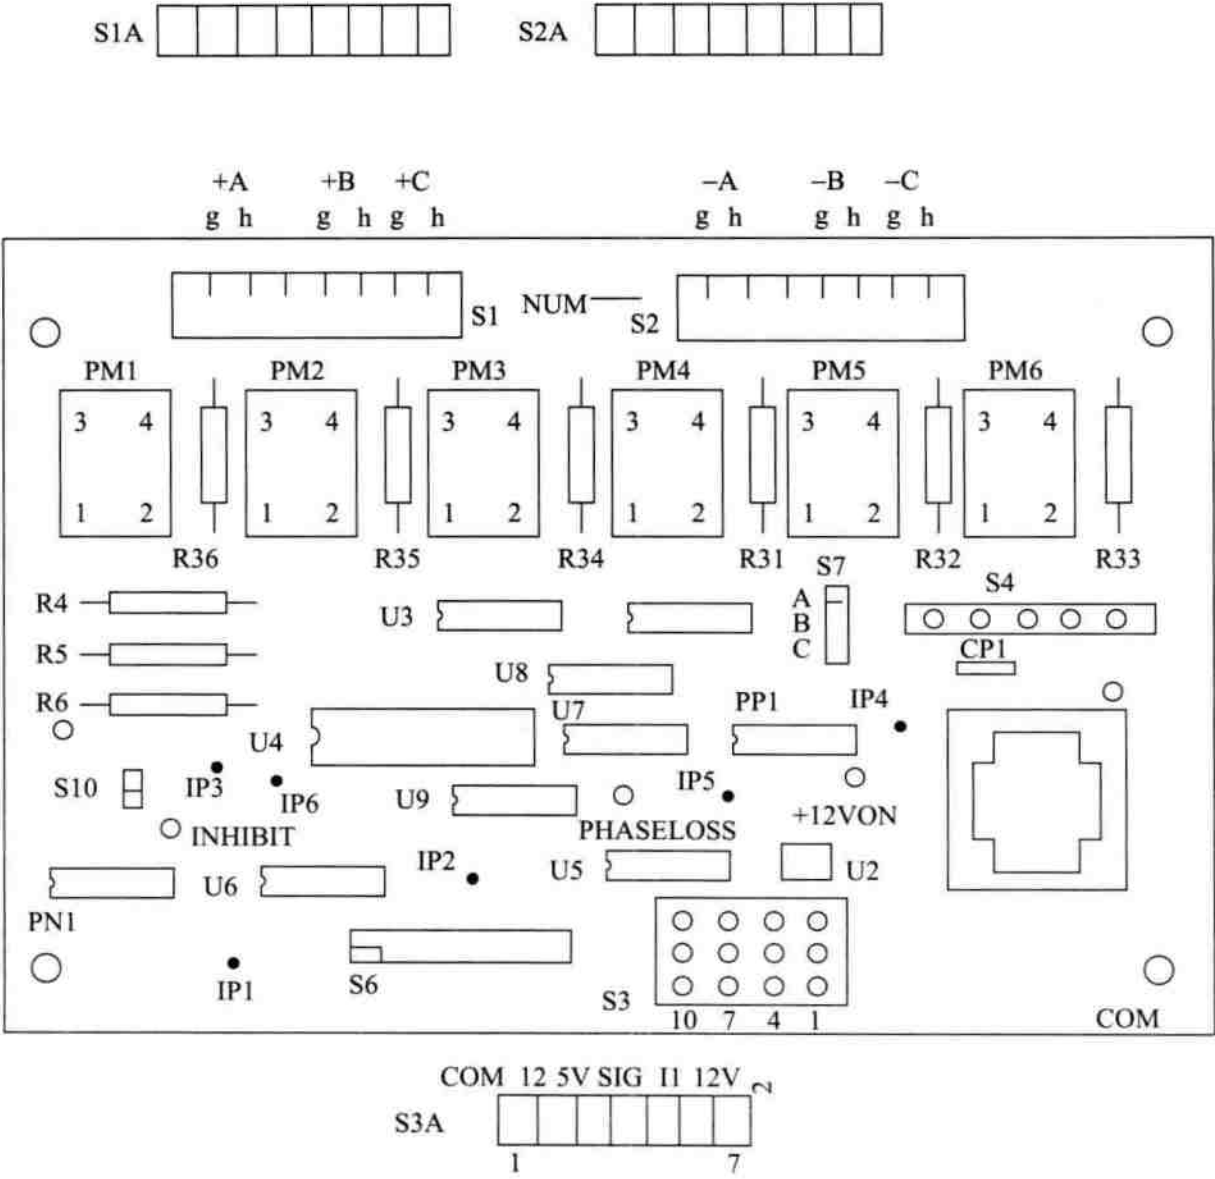 S1A S2A
+A +B +C −A −B −C
g h g h g h g h g h g h
S1 NUM S2
PM1 PM2 PM3 PM4 PM5 PM6
3 4 3 4 3 4 3 4 3 4 3 4
1 2 1 2 1 2 1 2 1 2 1 2
R36 R35 R34 R31 R32 R33
S7 S4
R4 U3 A
B
R5 C CP1
U8
R6 U7 PP1 IP4
U4
S10 IP3 IP6 U9 IP5
INHIBIT PHASELOSS +12VON
IP2 U5 U2
U6
PN1
IP1 S6 S3
10 7 4 1 COM
COM 12 5V SIG I1 12V 2
S3A
1 7